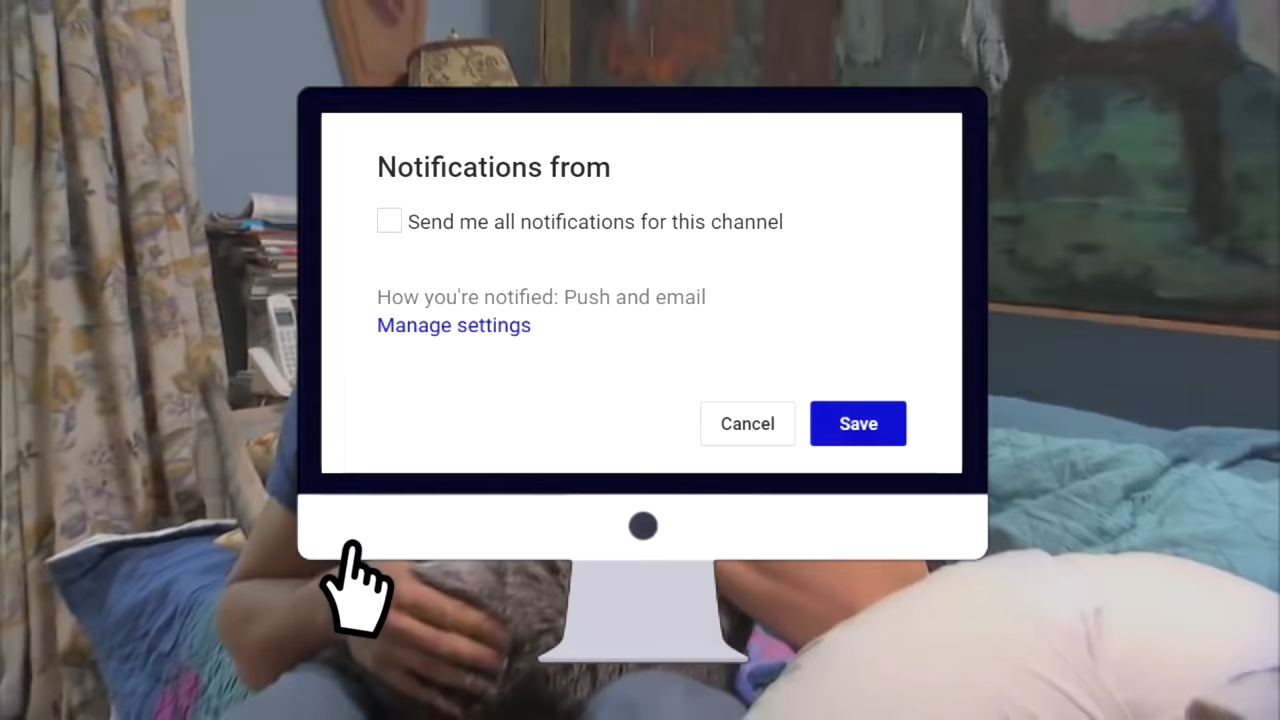 Notifications from
Send me all notifications for this channel
How you're notified: Push and email
Manage settings
Cancel
Save